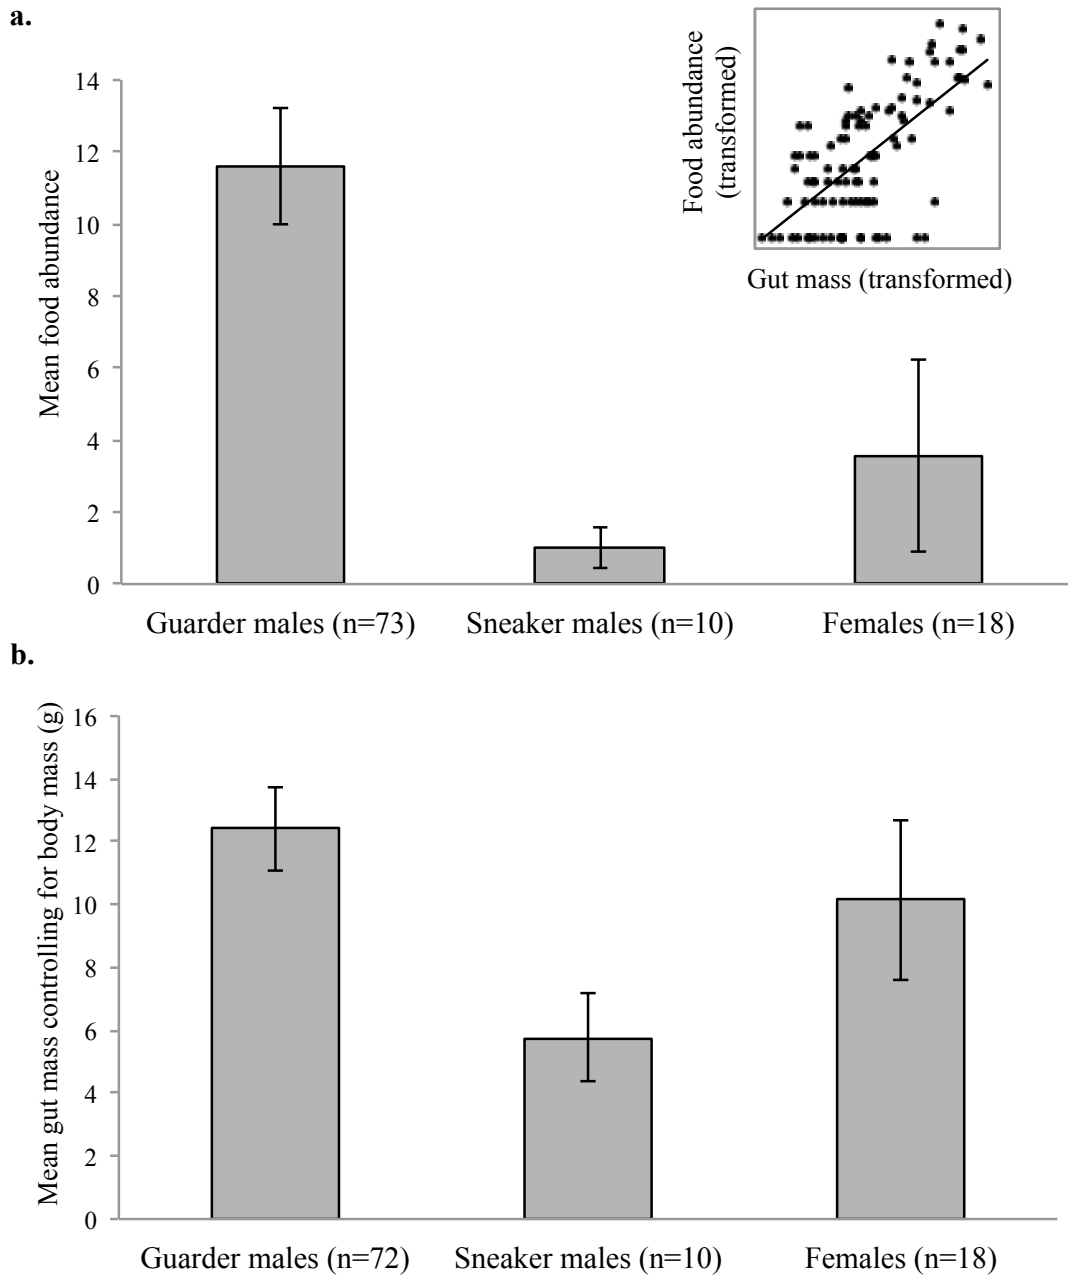 a.
Mean food abundance
14
12
10
8
6
4
2
0
Food abundance
(transformed)
Gut mass (transformed)
Guarder males (n=73)
Sneaker males (n=10)
Females (n=18)
b.
Mean gut mass controlling for body mass (g)
16
14
12
10
8
6
4
2
0
Guarder males (n=72)
Sneaker males (n=10)
Females (n=18)